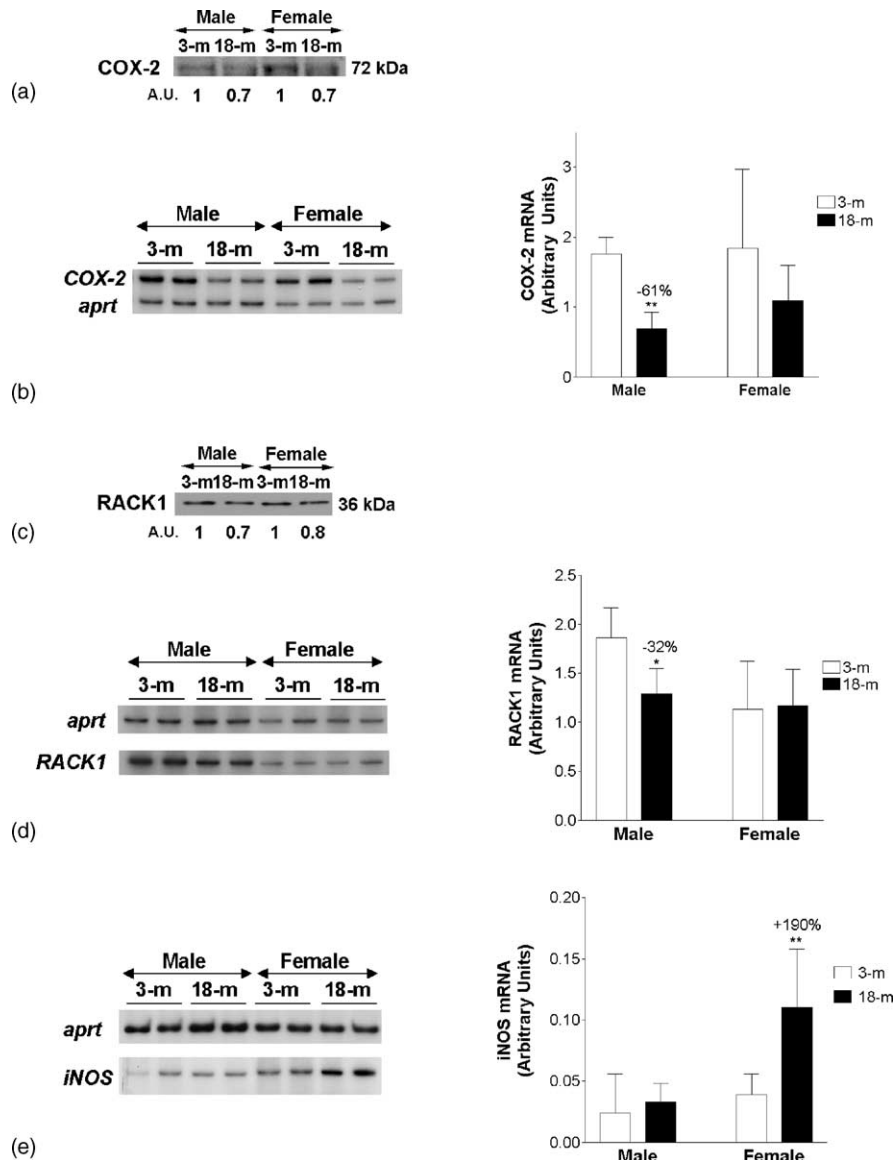 Male Female
3-m 18-m 3-m 18-m
COX-2 72 kDa
(a)
A.U. 1 0.7 1 0.7
Male Female
3-m 18-m 3-m 18-m
COX-2
aprt
(b)
COX-2 mRNA
(Arbitrary Units)
3
2
1
0
-61%
**
Male Female
3-m
18-m
Male Female
3-m 18-m 3-m 18-m
RACK1 36 kDa
(c)
A.U. 1 0.7 1 0.8
Male Female
3-m 18-m 3-m 18-m
aprt
RACK1
(d)
RACK1 mRNA
(Arbitrary Units)
2.5
2.0
1.5
1.0
0.5
0.0
-32%
*
Male Female
3-m
18-m
Male Female
3-m 18-m 3-m 18-m
aprt
iNOS
(e)
iNOS mRNA
(Arbitrary Units)
0.20
0.15
0.10
0.05
0.00
+190%
**
Male Female
3-m
18-m